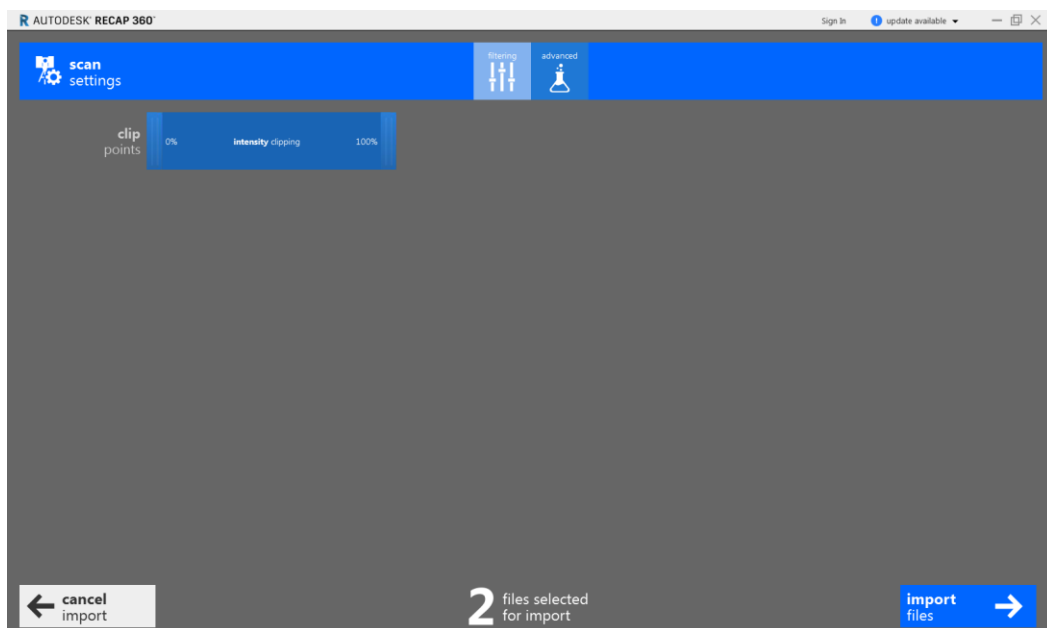 AUTODESK® RECAP 360™
Sign In
update available
scan
settings
filtering
advanced
clip
points
0%
intensity clipping
100%
cancel
import
2
files selected
for import
import
files